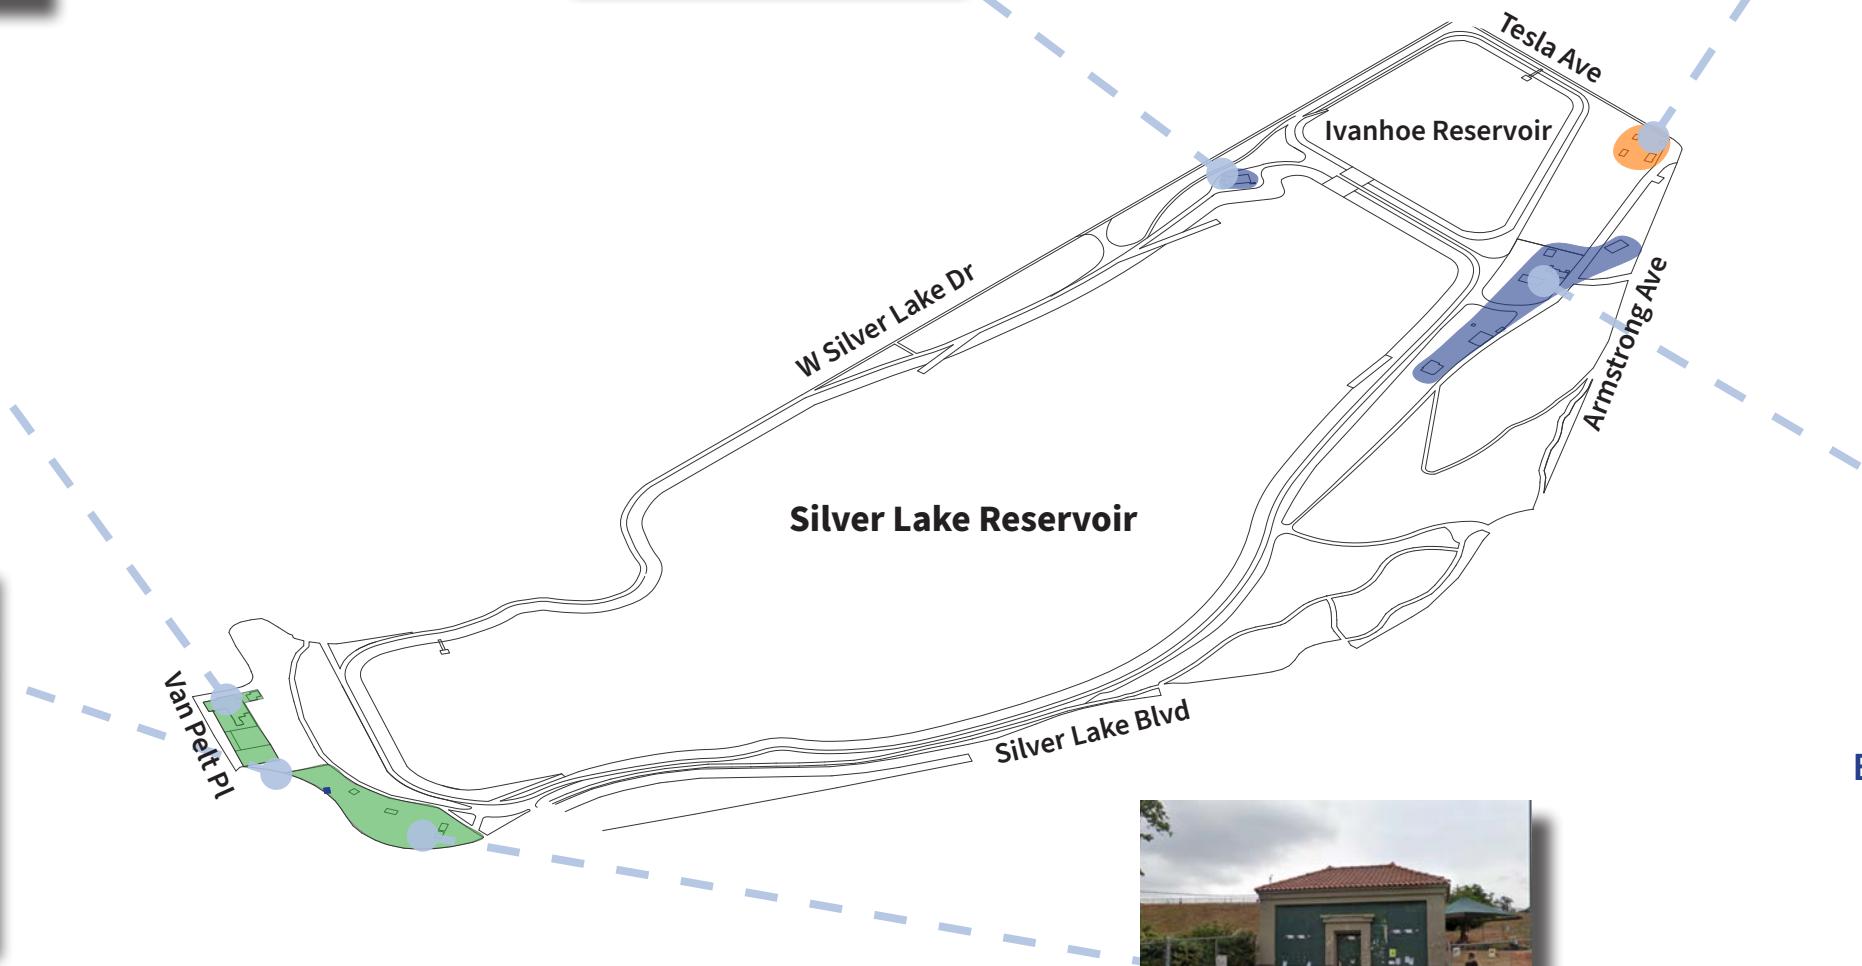 Tesla Ave
Ivanhoe Reservoir
W Silver Lake Dr
Armstrong Ave
Silver Lake Reservoir
Van Pelt Pl
Silver Lake Blvd